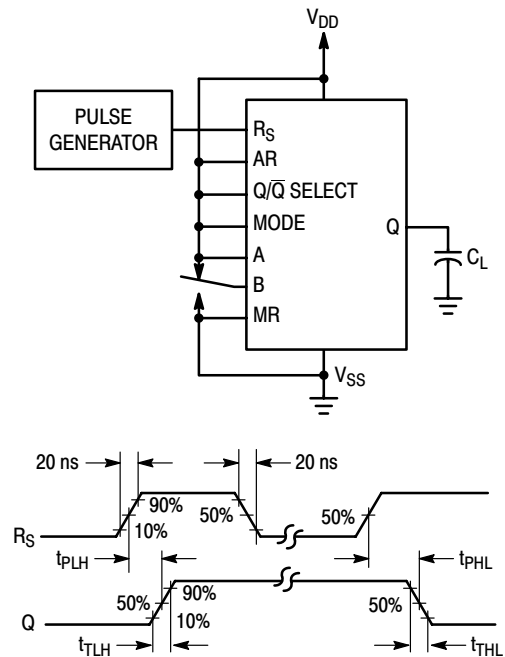 VDD
PULSE
GENERATOR
RS
AR
Q/Q̅ SELECT
MODE
A
B
MR
Q
CL
VSS
20 ns
20 ns
RS
90%
10%
50%
50%
tPLH
tPHL
Q
50%
90%
10%
50%
tTLH
tTHL